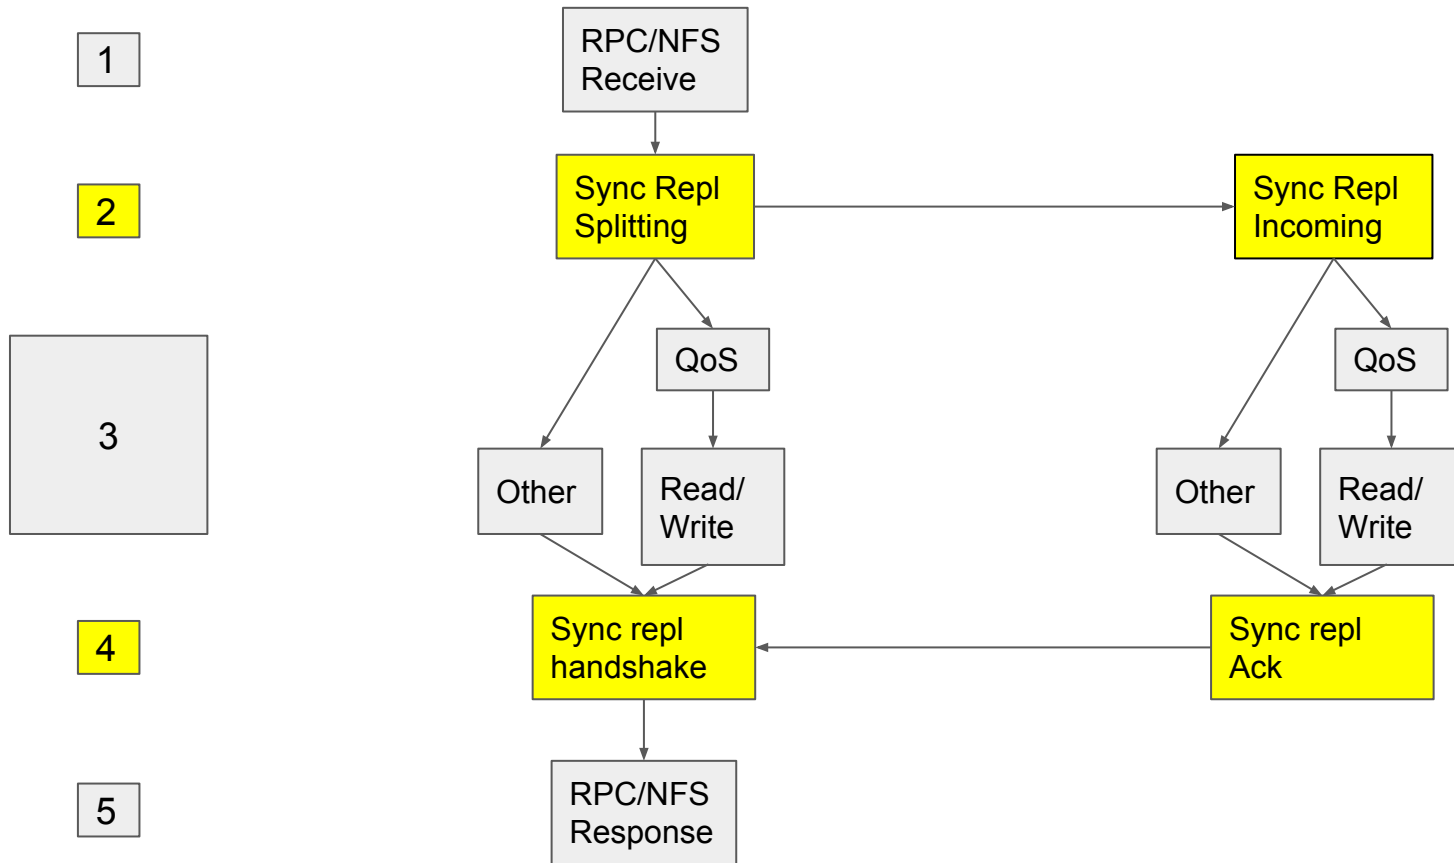 1
RPC/NFS
Receive
2
Sync Repl
Splitting
Sync Repl
Incoming
QoS
QoS
3
Other
Read/
Write
Other
Read/
Write
4
Sync repl
handshake
Sync repl
Ack
5
RPC/NFS
Response